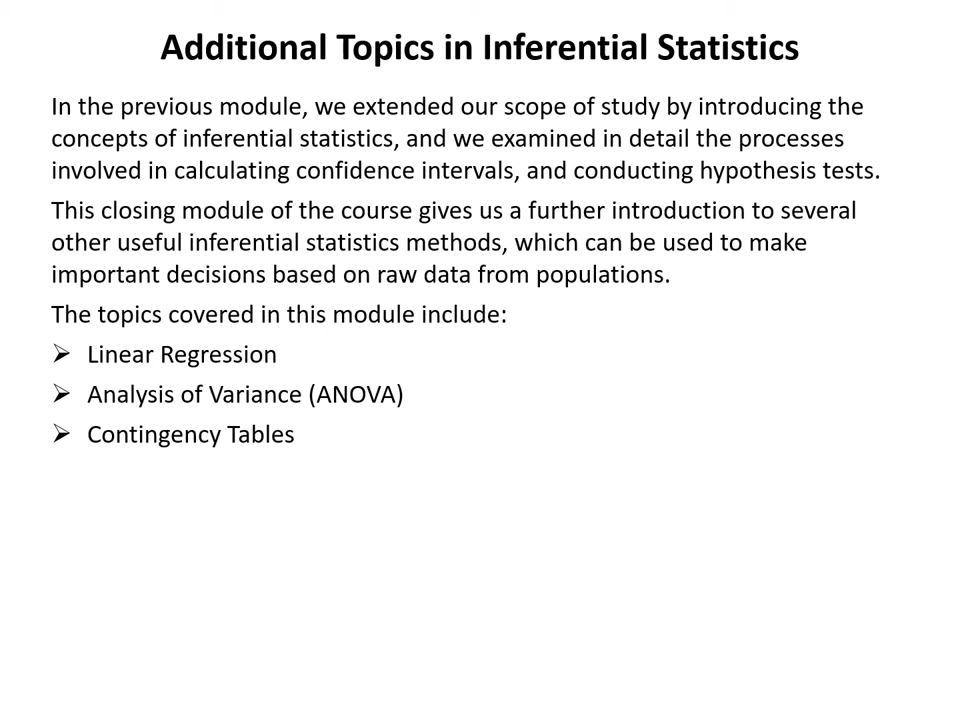 Additional Topics in Inferential Statistics
In the previous module, we extended our scope of study by introducing the
concepts of inferential statistics, and we examined in detail the processes
involved in calculating confidence intervals, and conducting hypothesis tests.
This closing module of the course gives us a further introduction to several
other useful inferential statistics methods, which can be used to make
important decisions based on raw data from populations.
The topics covered in this module include:
➢ Linear Regression
➢ Analysis of Variance (ANOVA)
➢ Contingency Tables